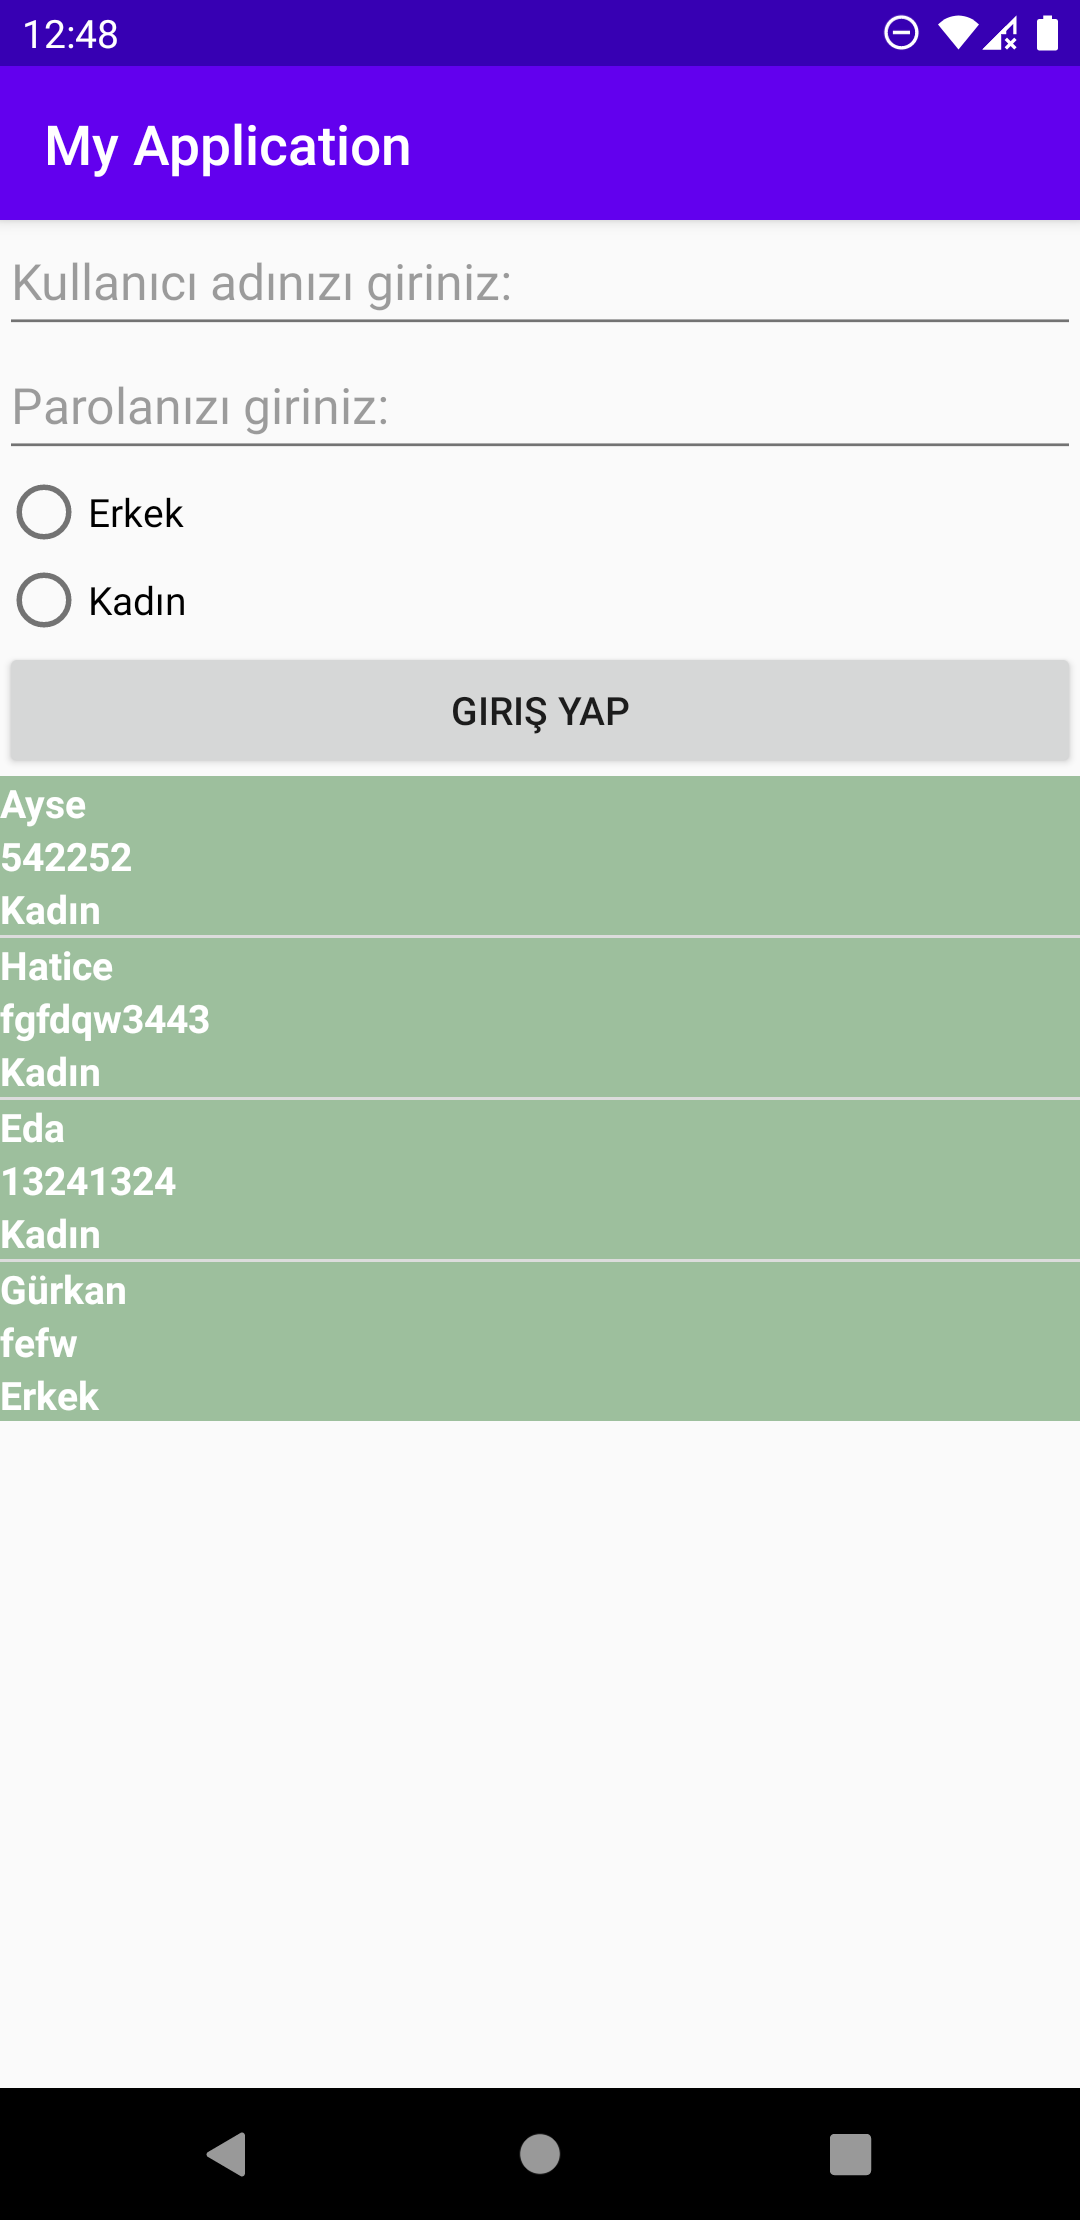 12:48
My Application
Kullanıcı adınızı giriniz:
Parolanızı giriniz:
Erkek
Kadın
GIRIŞ YAP
Ayse
542252
Kadın
Hatice
fgfdqw3443
Kadın
Eda
13241324
Kadın
Gürkan
fefw
Erkek